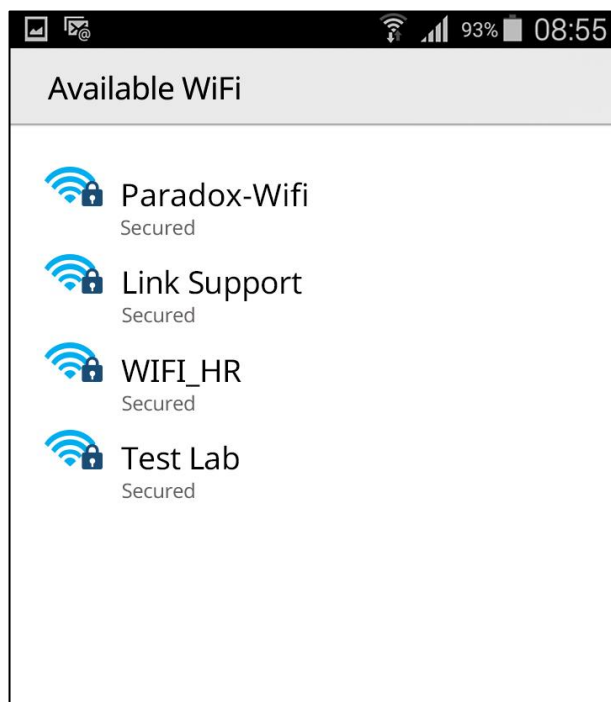 93% 08:55
Available WiFi
Paradox-Wifi
Secured
Link Support
Secured
WIFI_HR
Secured
Test Lab
Secured